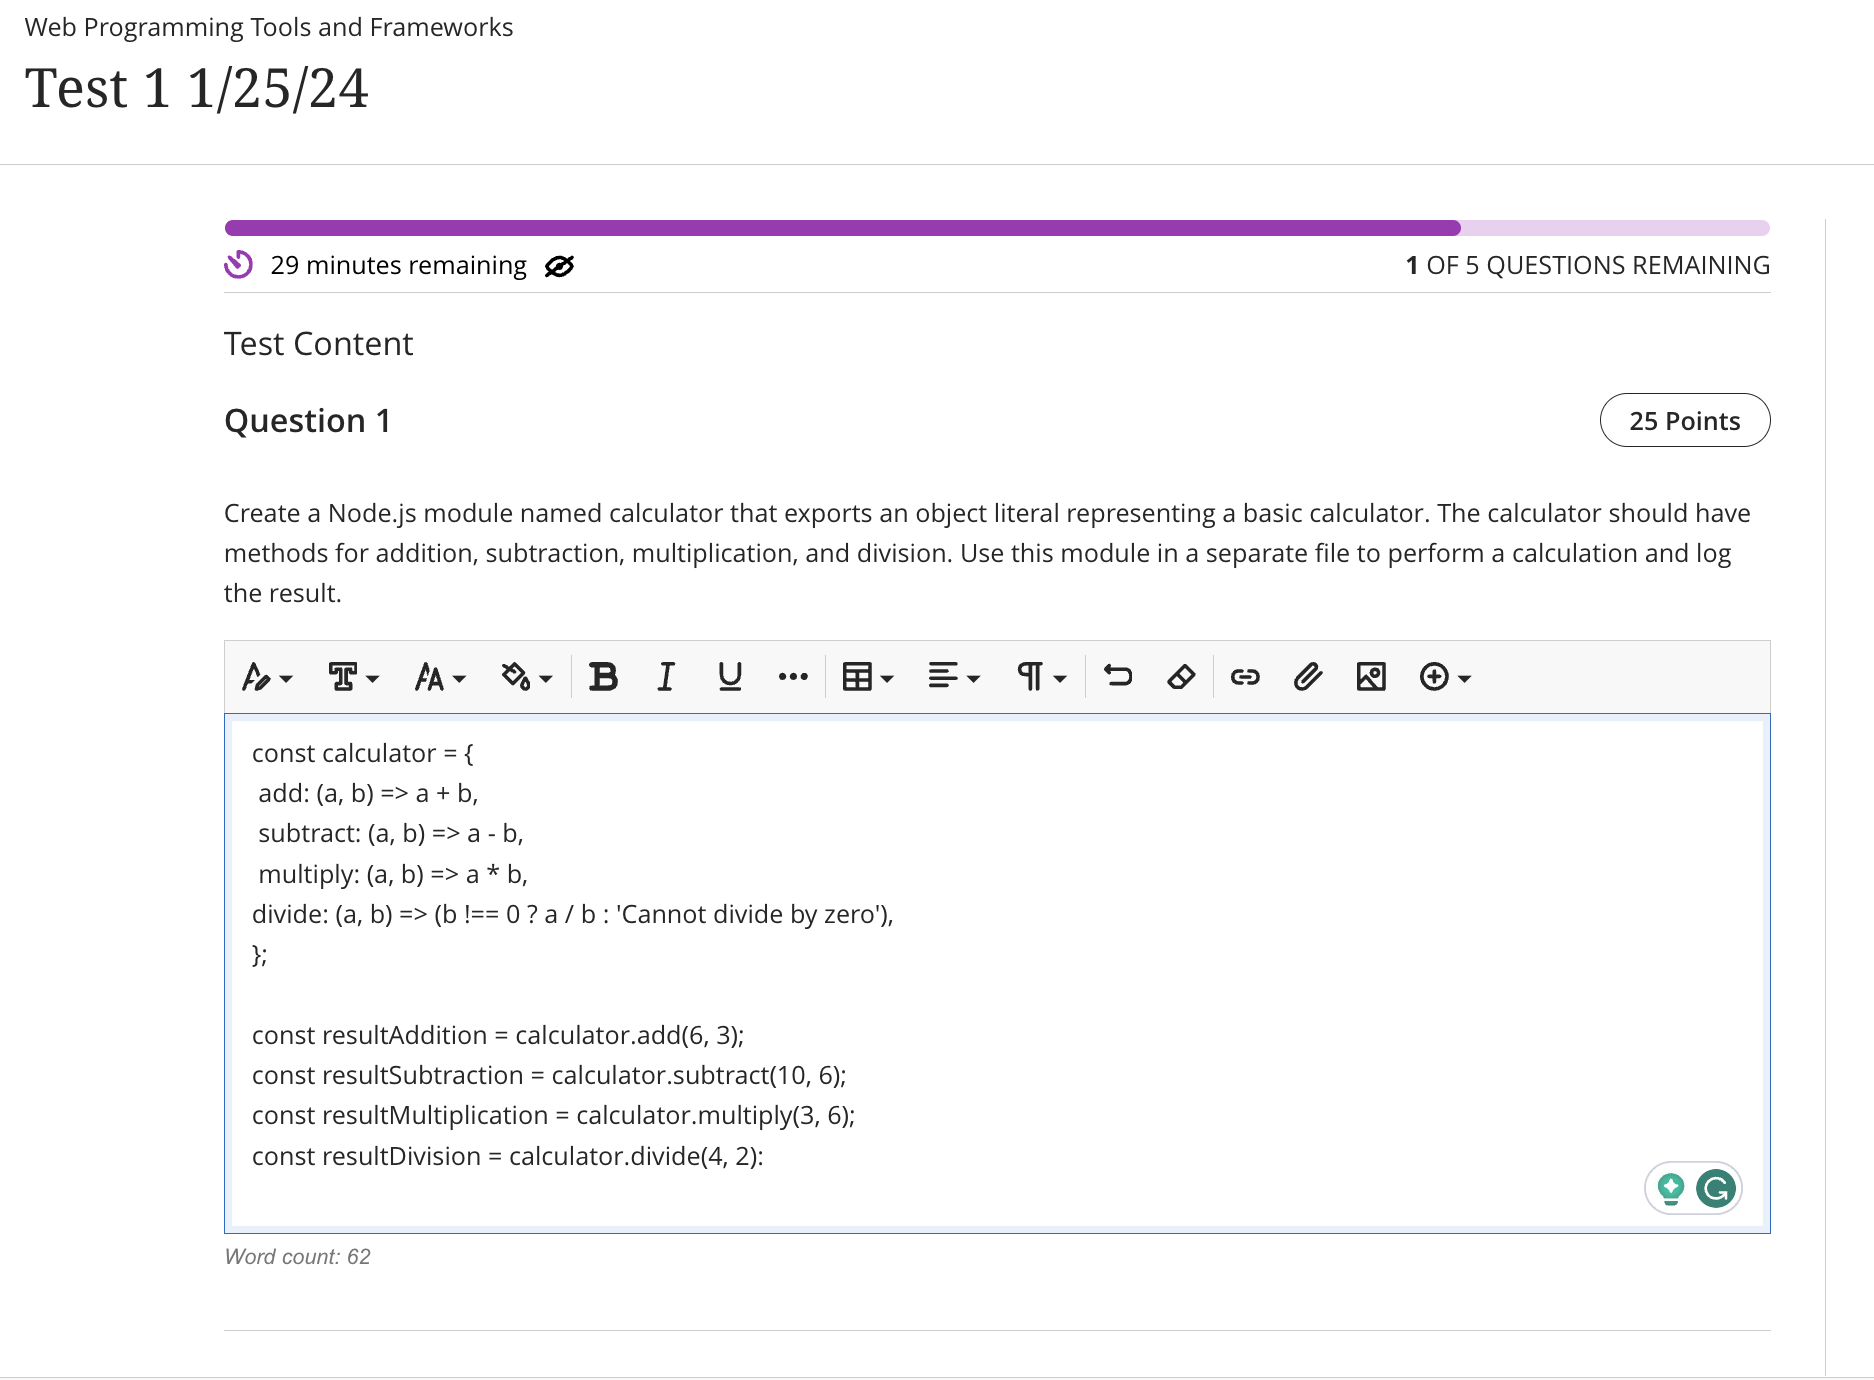 Web Programming Tools and Frameworks
Test 1 1/25/24
29 minutes remaining
1 OF 5 QUESTIONS REMAINING
Test Content
Question 1
25 Points
Create a Node.js module named calculator that exports an object literal representing a basic calculator. The calculator should have
methods for addition, subtraction, multiplication, and division. Use this module in a separate file to perform a calculation and log
the result.
const calculator = {
add: (a, b) => a + b,
subtract: (a, b) => a - b,
multiply: (a, b) => a * b,
divide: (a, b) => (b !== 0 ? a / b : 'Cannot divide by zero'),
};
const resultAddition = calculator.add(6, 3);
const resultSubtraction = calculator.subtract(10, 6);
const resultMultiplication = calculator.multiply(3, 6);
const resultDivision = calculator.divide(4, 2):
Word count: 62